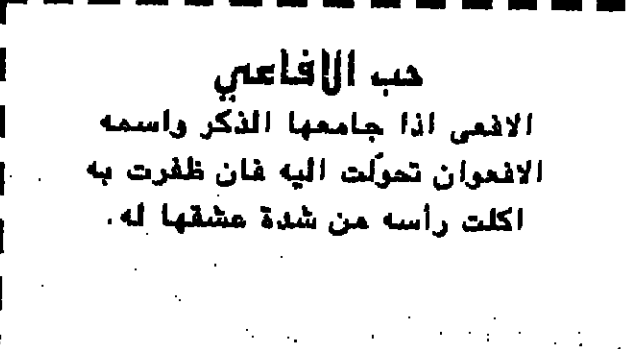 حب الافاعي
الافعى اذا جامعها الذكر واسمه
الافعوان تحوّلت اليه فان ظفرت به
اكلت رأسه من شدة عشقها له.